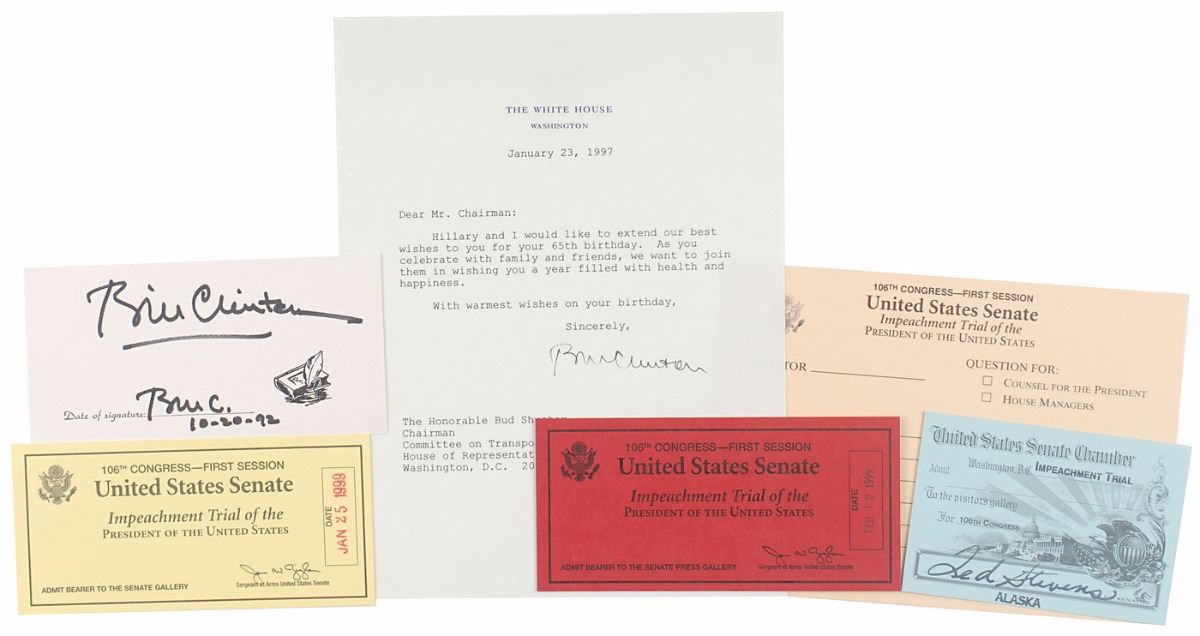 THE WHITE HOUSE
WASHINGTON
January 23, 1997
Dear Mr. Chairman:
Hillary and I would like to extend our best
wishes to you for your 65th birthday. As you
celebrate with family and friends, we want to join
them in wishing you a year filled with health and
happiness.
With warmest wishes on your birthday,
Sincerely,
Bill Clinton
The Honorable Bud
Chairman
Committee on
House of
Washington, D.C. 20
Bill Clinton
Date of signature: Bill C.
10-20-92
106TH CONGRESS—FIRST SESSION
United States Senate
Impeachment Trial of the
PRESIDENT OF THE UNITED STATES
DATE
JAN 25 1999
ADMIT BEARER TO THE SENATE GALLERY
Sergeant at Arms United States Senate
106TH CONGRESS—FIRST SESSION
United States Senate
Impeachment Trial of the
PRESIDENT OF THE UNITED STATES
DATE
FEB 12 1999
ADMIT BEARER TO THE SENATE PRESS GALLERY
Sergeant at Arms United States Senate
106TH CONGRESS—FIRST SESSION
United States Senate
Impeachment Trial of the
PRESIDENT OF THE UNITED STATES
TOR
QUESTION FOR:
COUNSEL FOR THE PRESIDENT
HOUSE MANAGERS
United States Senate Chamber
Washington, D.C. IMPEACHMENT TRIAL
Admit
To the visitors gallery
For 106TH CONGRESS
Ted Stevens
SENATOR
ALASKA